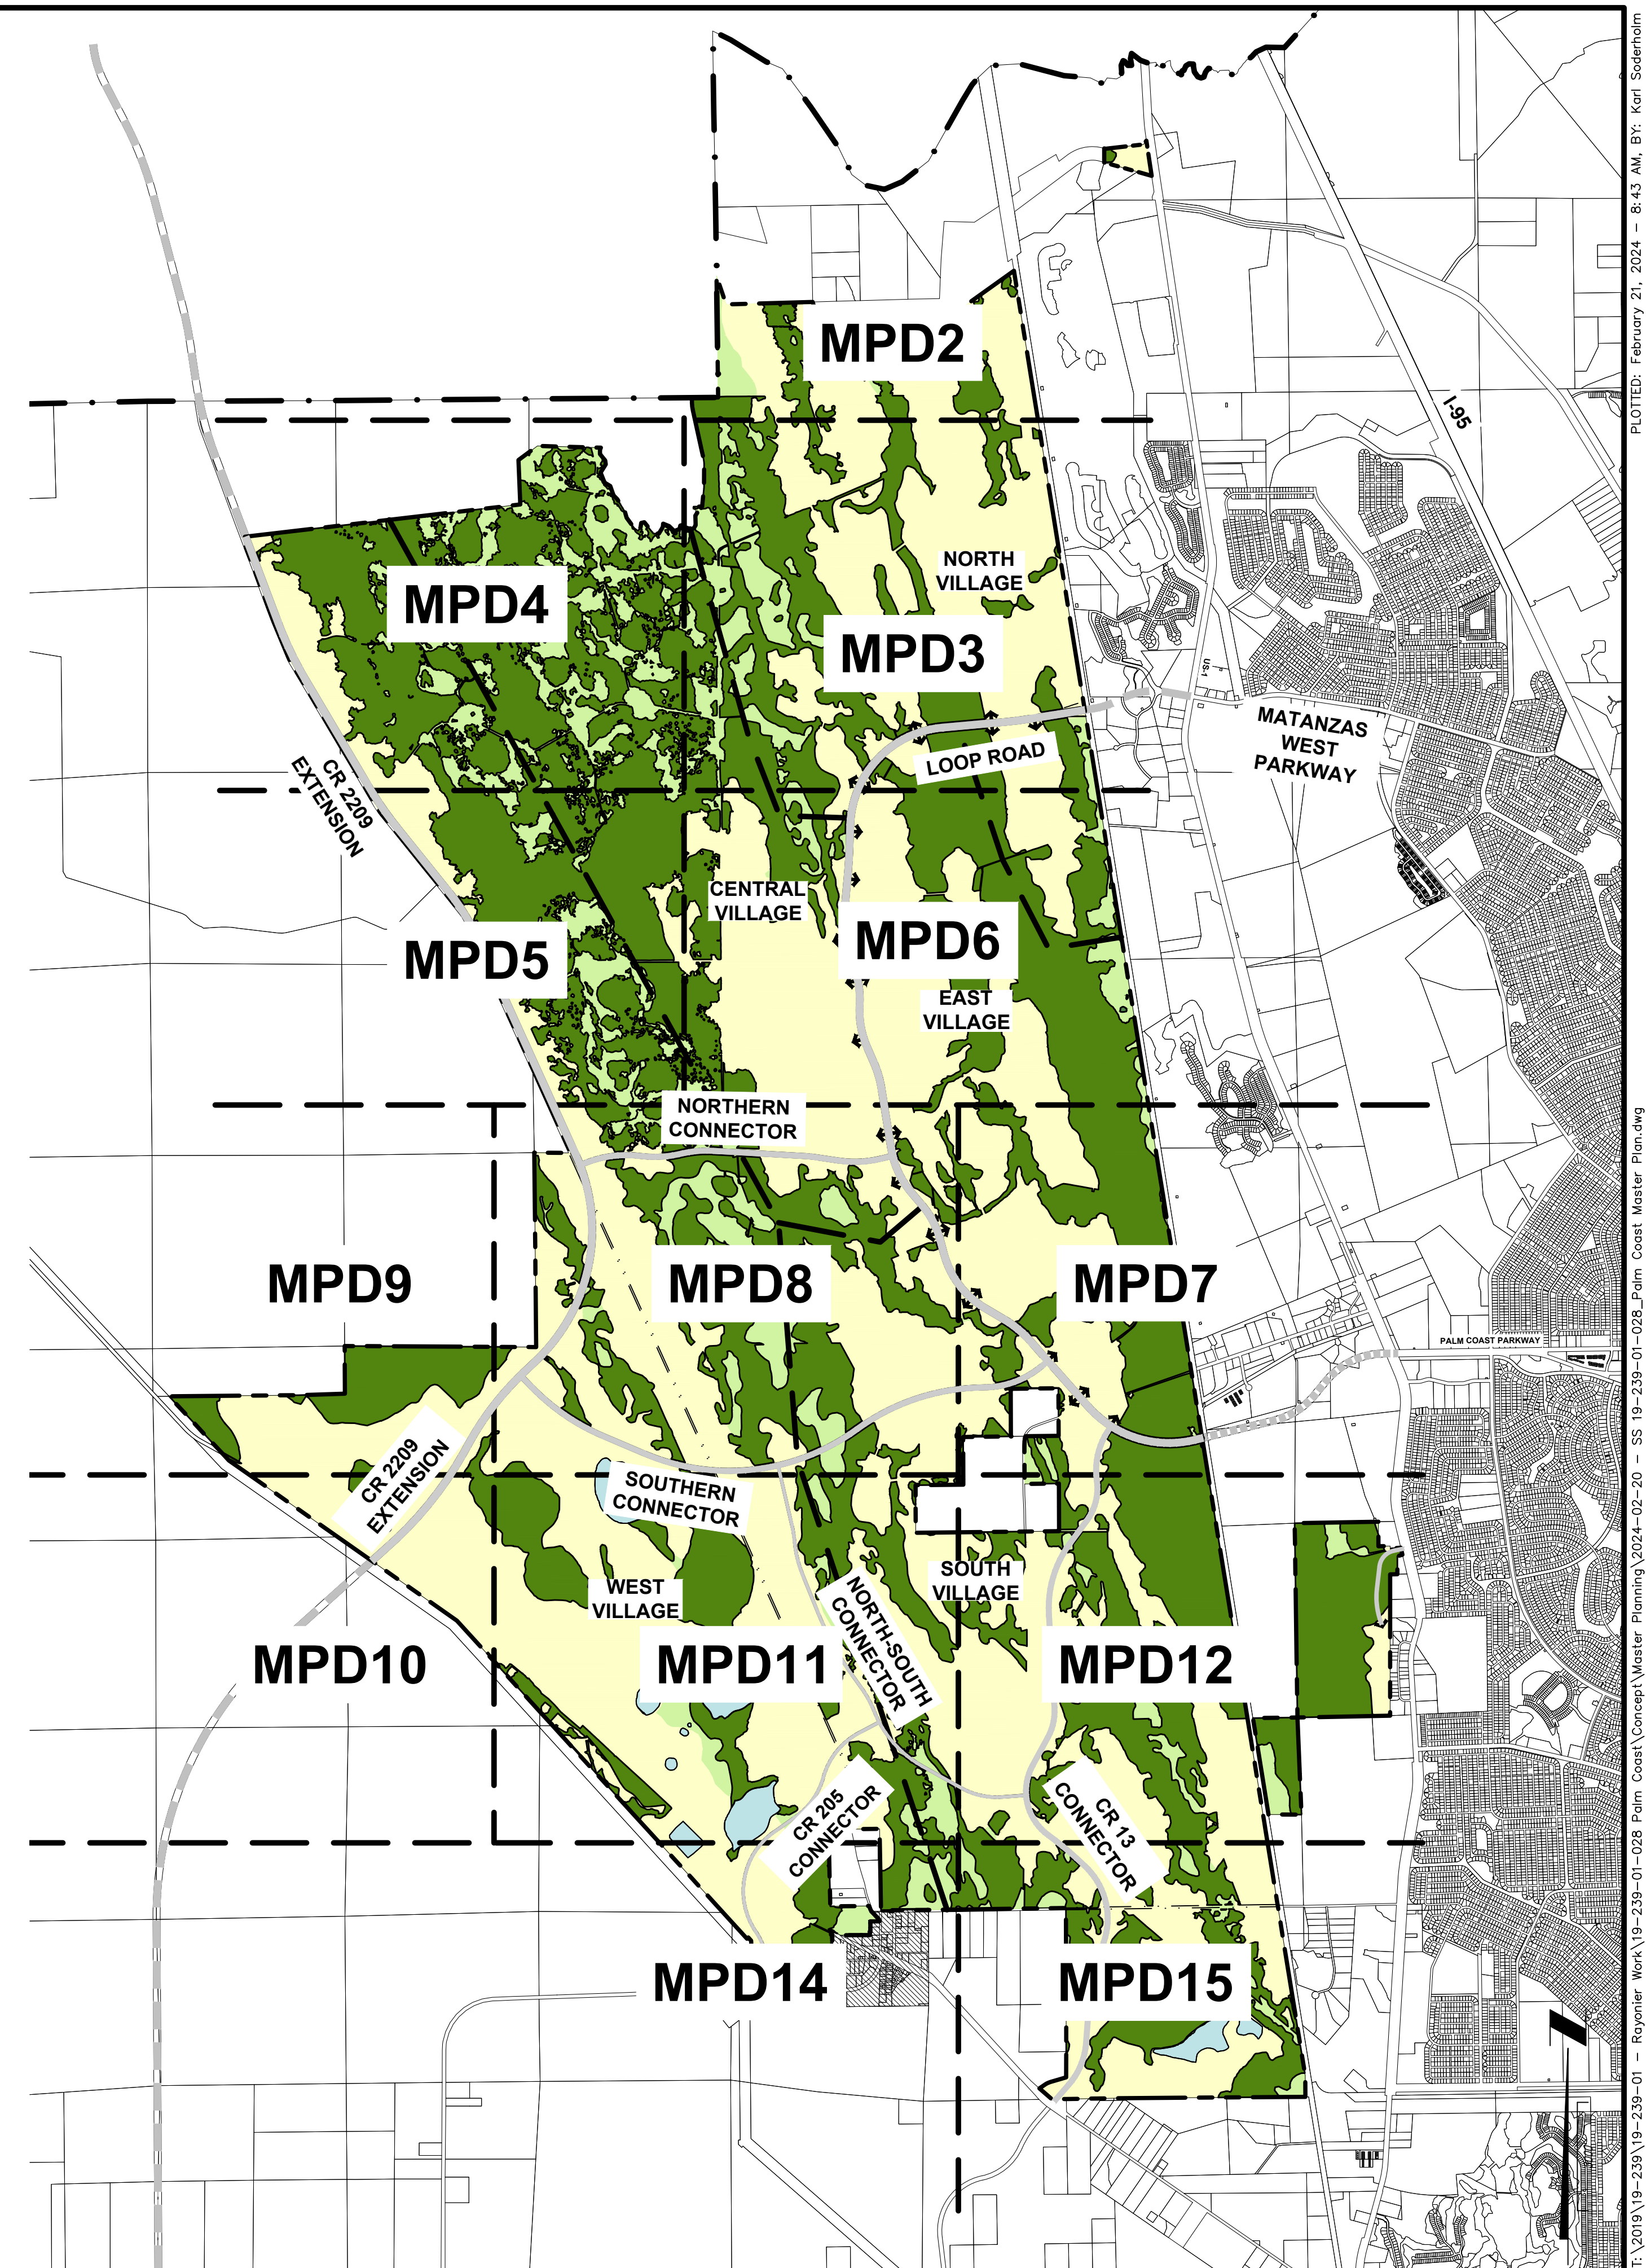 MPD2
I-95
NORTH
VILLAGE
MPD4
MPD3
US-1
MATANZAS
WEST
PARKWAY
LOOP ROAD
CR 2209
EXTENSION
CENTRAL
VILLAGE
MPD6
MPD5
EAST
VILLAGE
NORTHERN
CONNECTOR
MPD9
MPD8
MPD7
PALM COAST PARKWAY
CR 2209
EXTENSION
SOUTHERN
CONNECTOR
WEST
VILLAGE
SOUTH
VILLAGE
NORTH-SOUTH
CONNECTOR
MPD10
MPD11
MPD12
CR 205
CONNECTOR
CR 13
CONNECTOR
MPD14
MPD15
PLOTTED: February 21, 2024 - 8:43 AM, BY: Karl Soderholm
\2019\19-239\19-239-01 - Rayonier Work\19-239-01-028 Palm Coast\Concept\Master Planning\2024-02-20 - SS 19-239-01-028_Palm Coast Master Plan.dwg